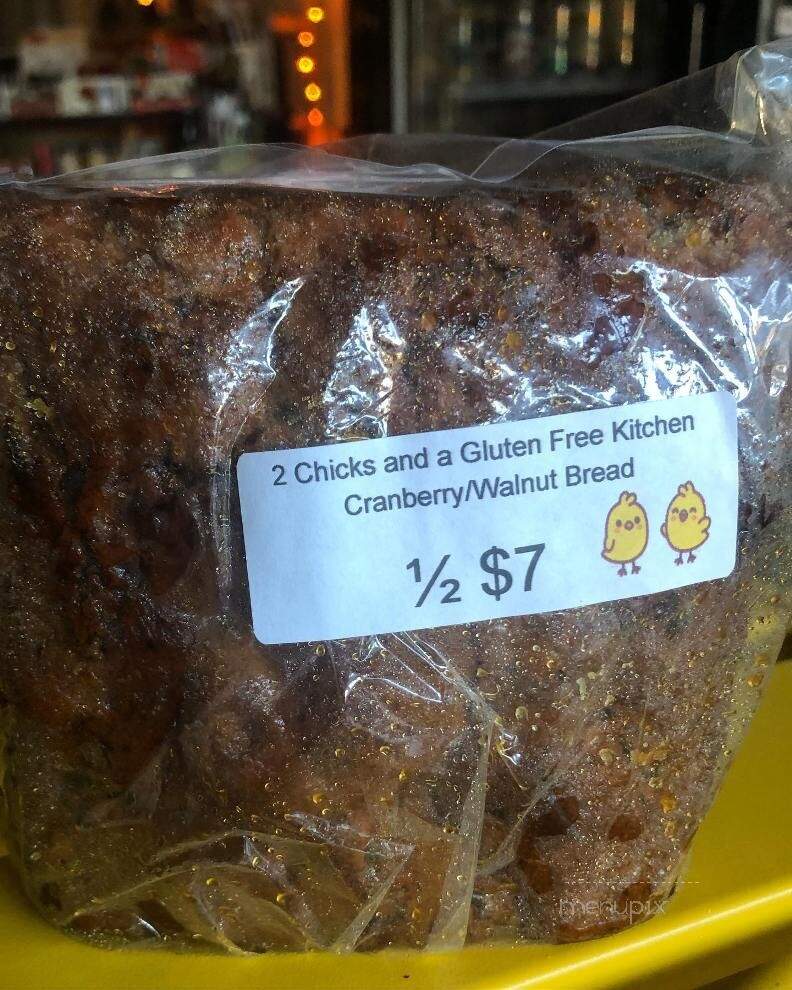 2 Chicks and a Gluten Free Kitchen
Cranberry/Walnut Bread
½ $7
menupix